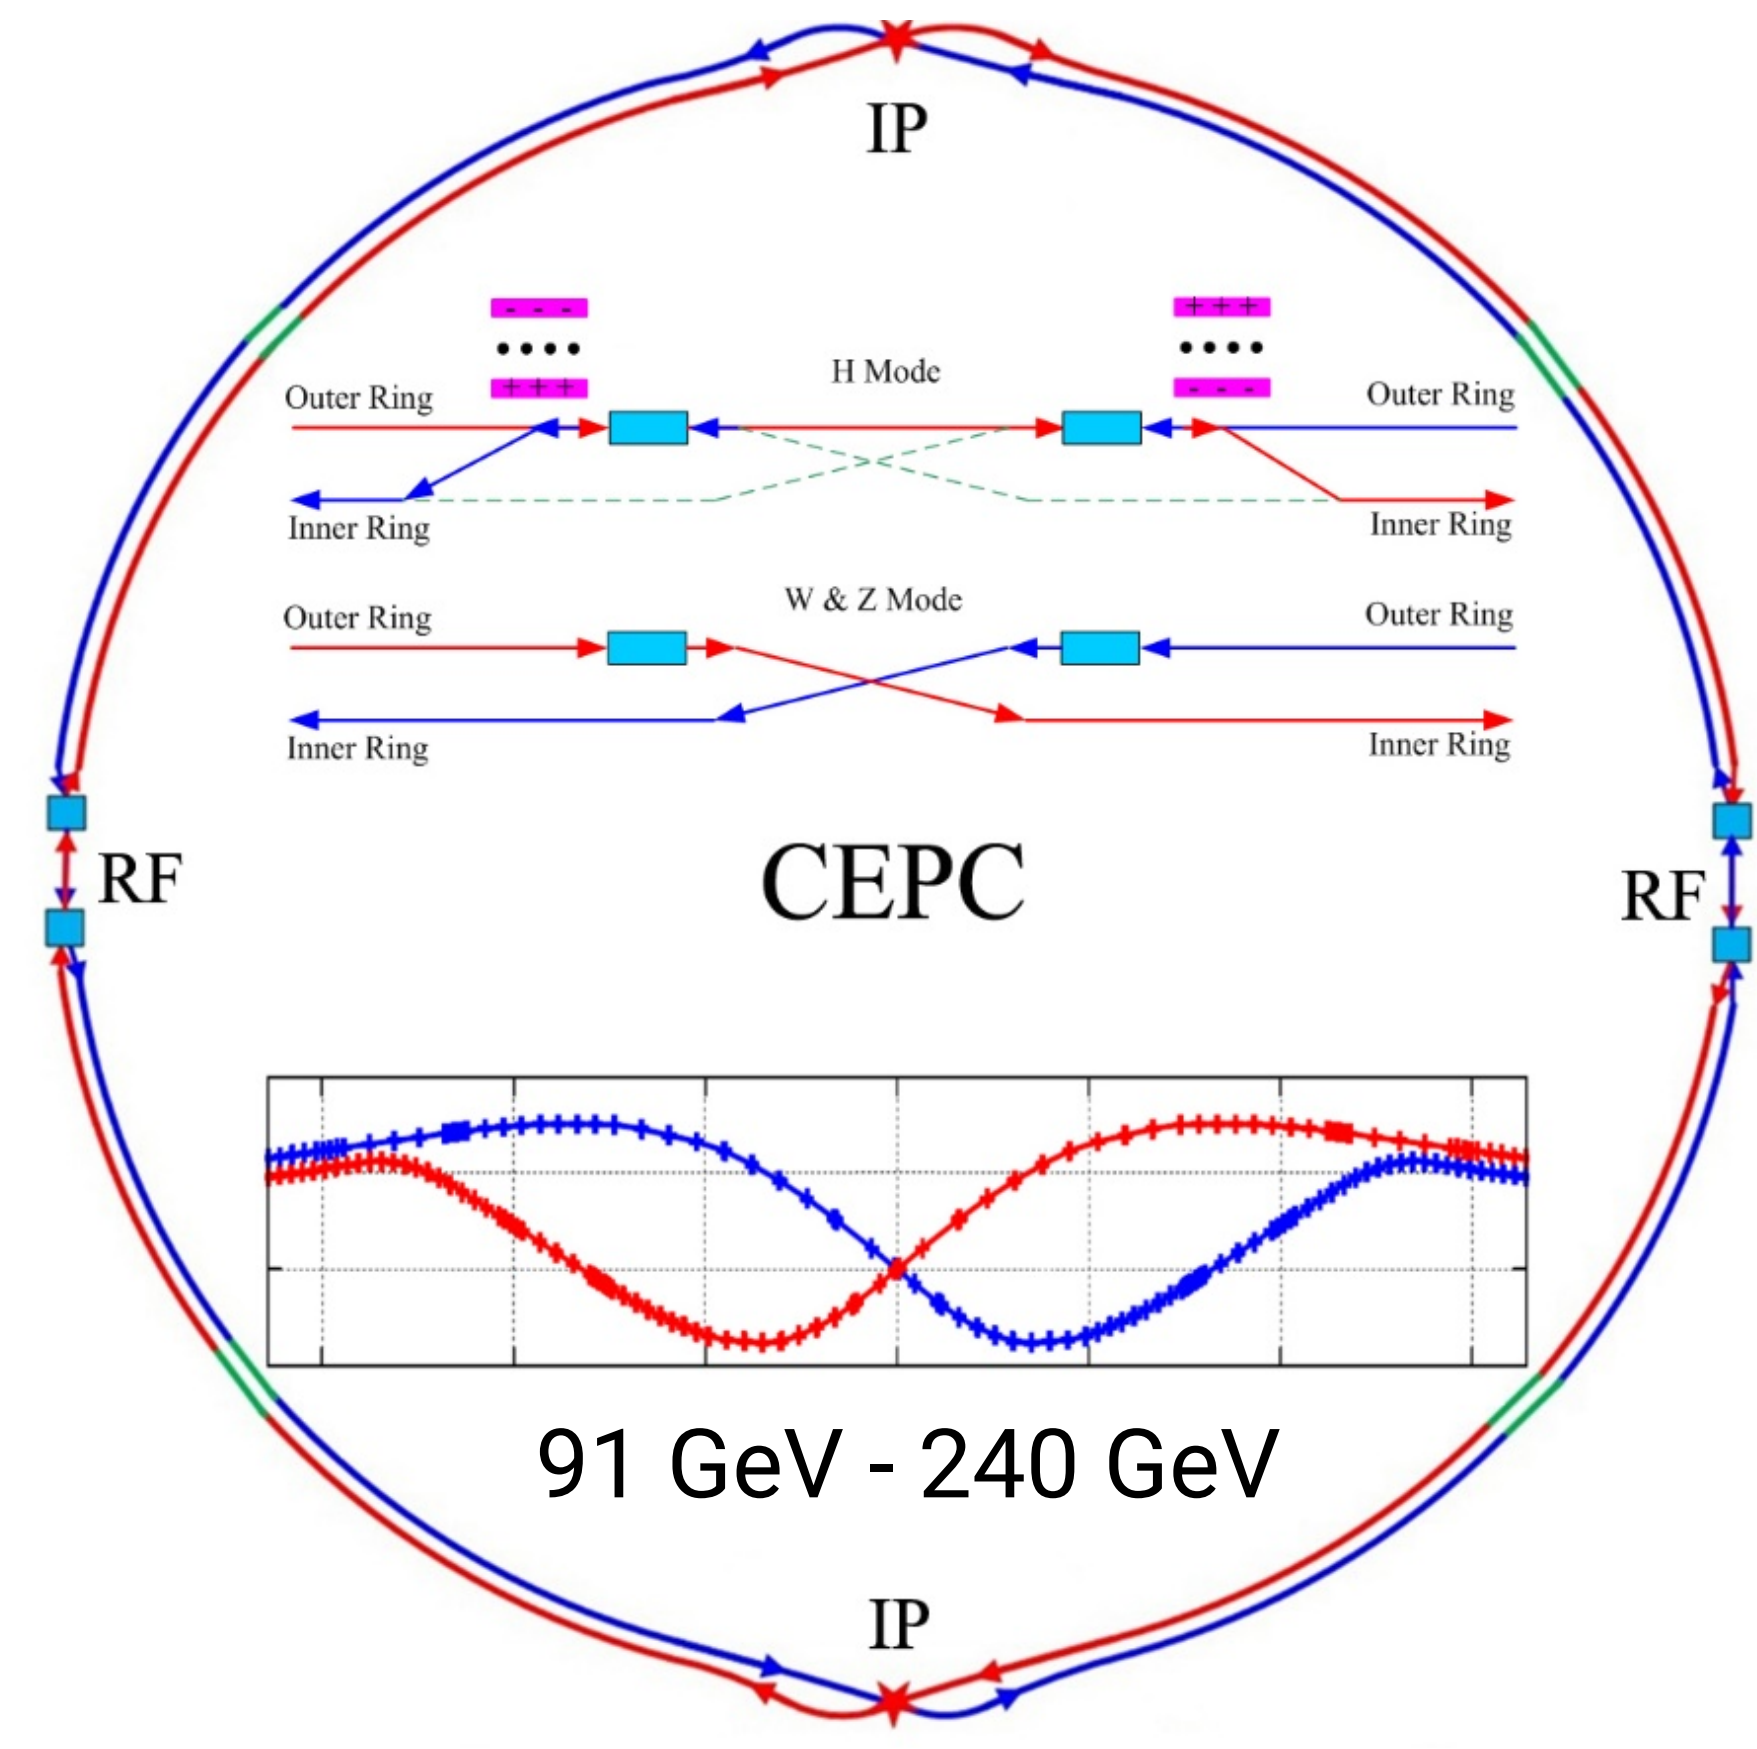 IP
- - -
+ + +
H Mode
+ + +
- - -
Outer Ring
Outer Ring
Inner Ring
Inner Ring
W & Z Mode
Outer Ring
Outer Ring
Inner Ring
Inner Ring
RF
CEPC
RF
91 GeV - 240 GeV
IP